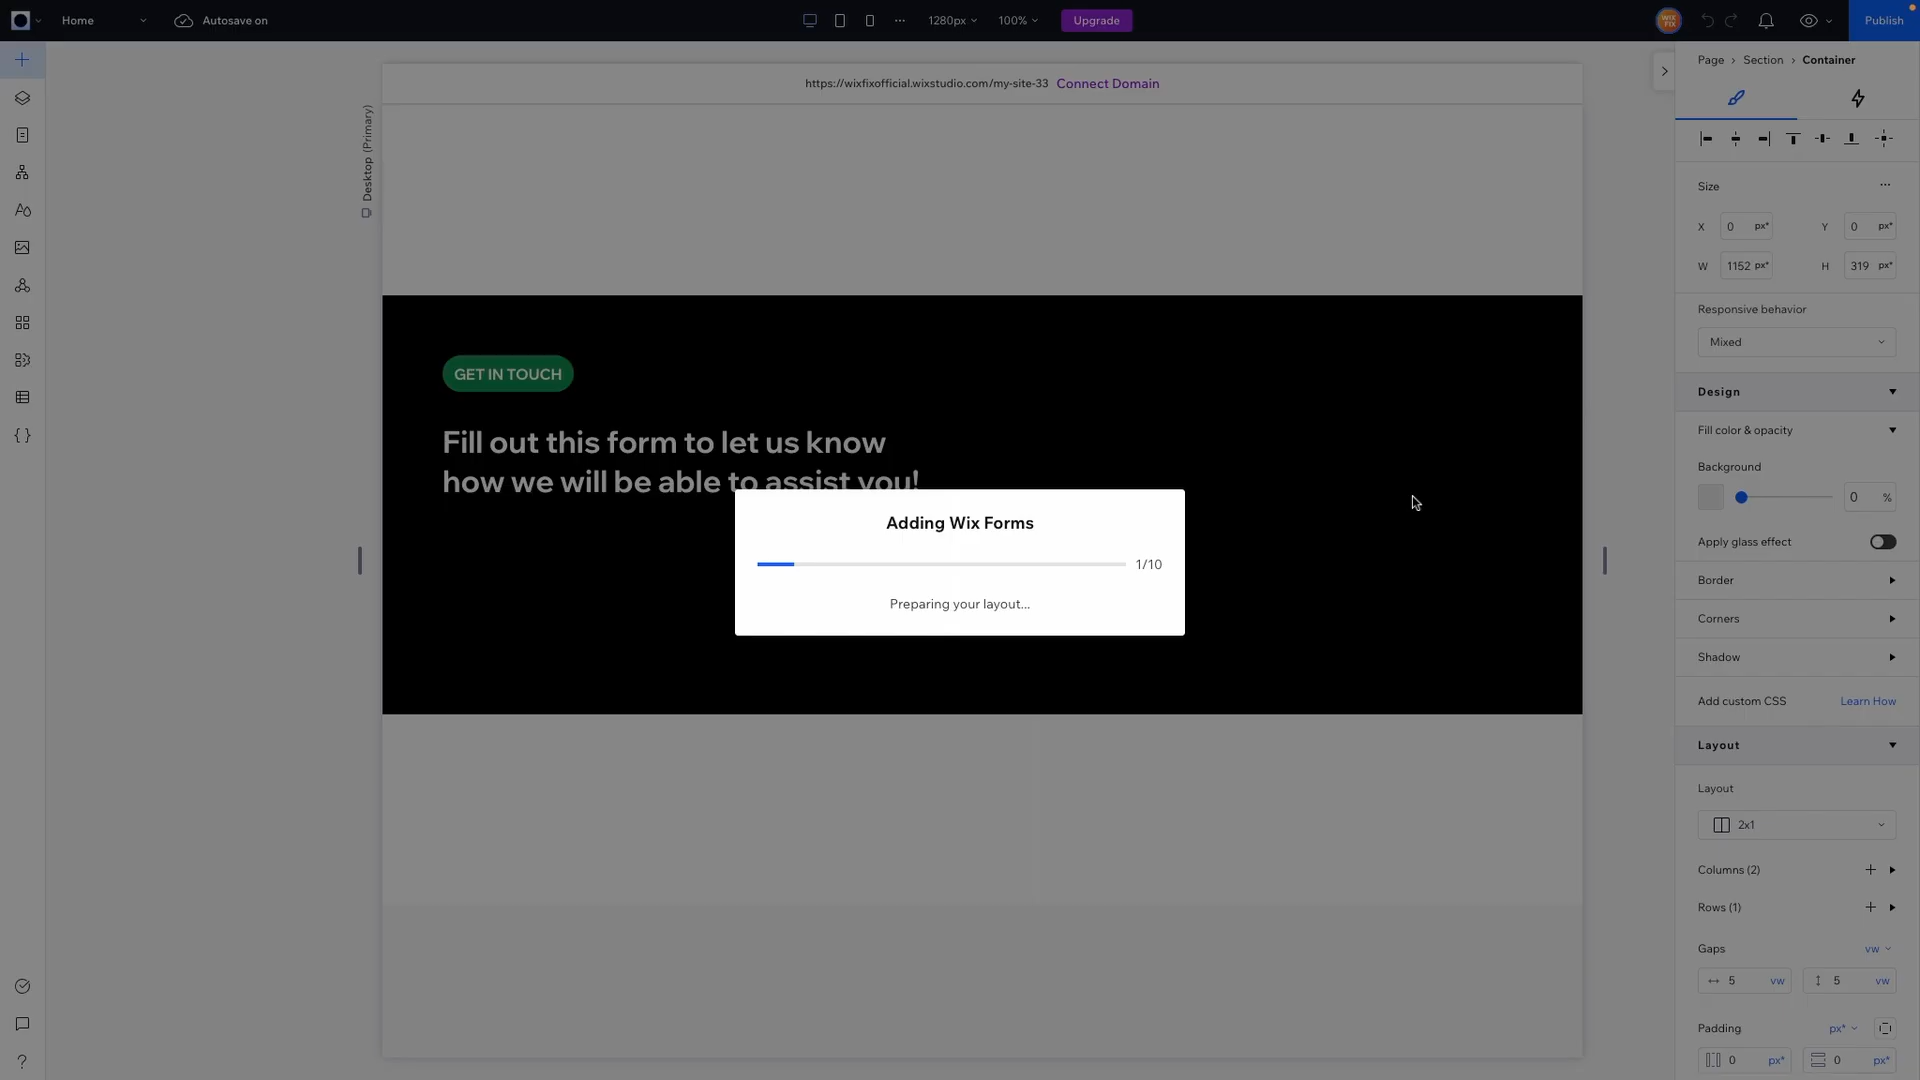 Home
Autosave on
1280px
100%
Upgrade
WIX
FIX
Publish
https://wixfixofficial.wixstudio.com/my-site-33 Connect Domain
Desktop (Primary)
Page > Section > Container
Size
X 0 px*
Y 0 px*
W 1152 px*
H 319 px*
Responsive behavior
Mixed
Design
Fill color & opacity
Background
0 %
Apply glass effect
Border
Corners
Shadow
Add custom CSS Learn How
Layout
Layout
2x1
Columns (2)
Rows (1)
Gaps vw
5 vw
5 vw
Padding px*
0 px*
0 px*
GET IN TOUCH
Fill out this form to let us know
how we will be able to assist you!
Adding Wix Forms
1/10
Preparing your layout...